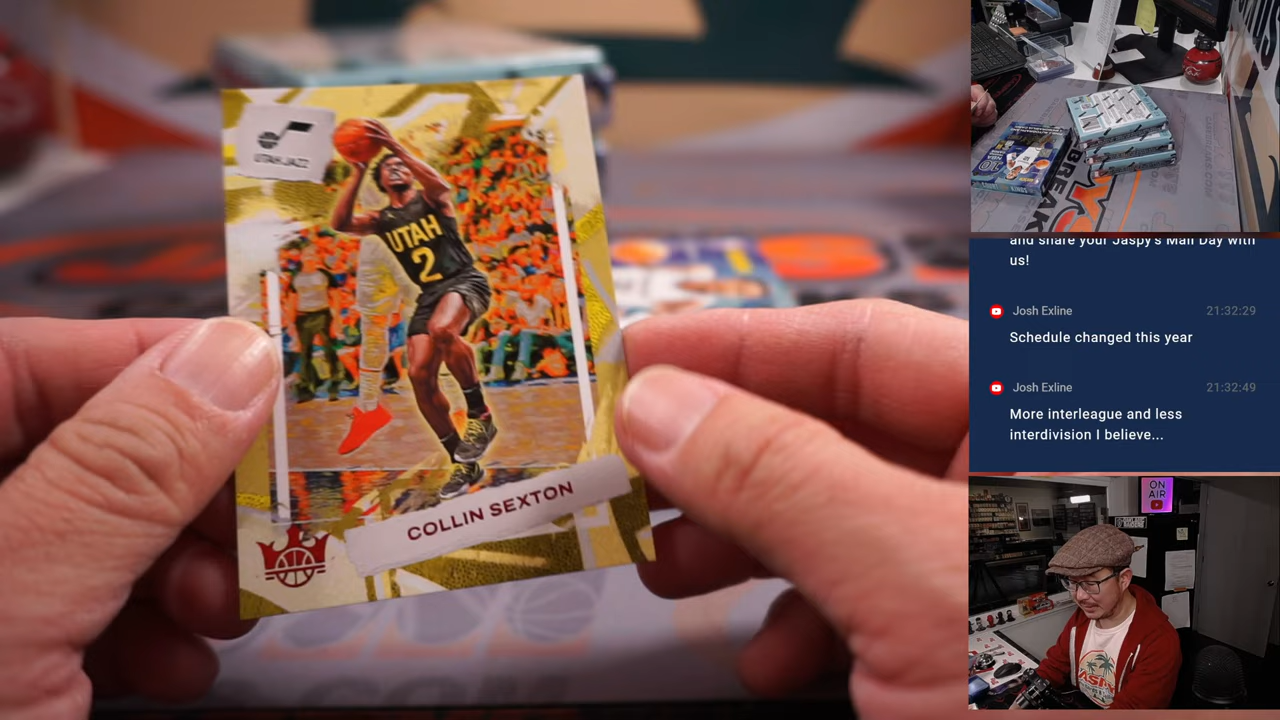 UTAH JAZZ
UTAH
2
COLLIN SEXTON
BREAK
and share your Jaspy's Mail Day with
us!
Josh Exline
21:32:29
Schedule changed this year
Josh Exline
21:32:49
More interleague and less
interdivision I believe...
ON
AIR